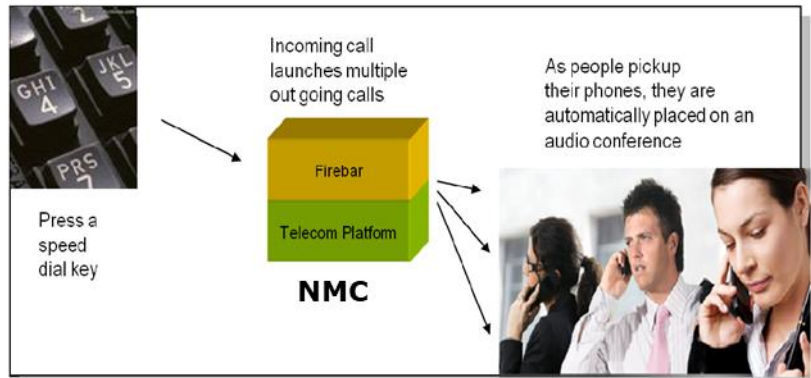 2
GHI
4
JKL
5
PRS
7
Press a
speed
dial key
Incoming call
launches multiple
out going calls
Firebar
Telecom Platform
NMC
As people pickup
their phones, they are
automatically placed on an
audio conference